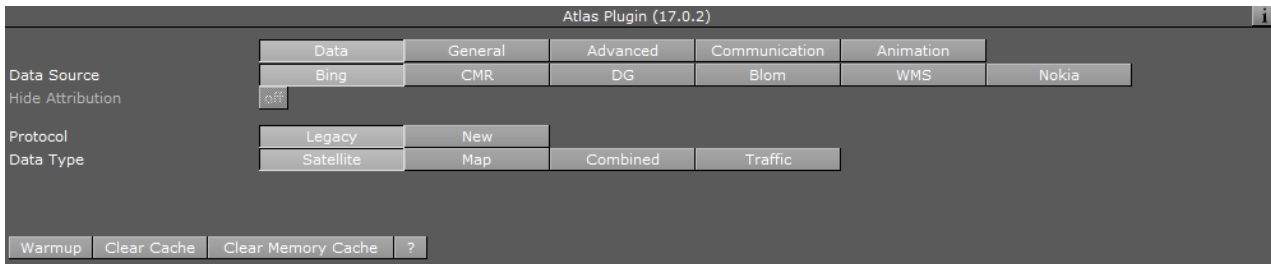 Atlas Plugin (17.0.2) i
Data General Advanced Communication Animation
Data Source Bing CMR DG Blom WMS Nokia
Hide Attribution off
Protocol Legacy New
Data Type Satellite Map Combined Traffic
Warmup Clear Cache Clear Memory Cache ?